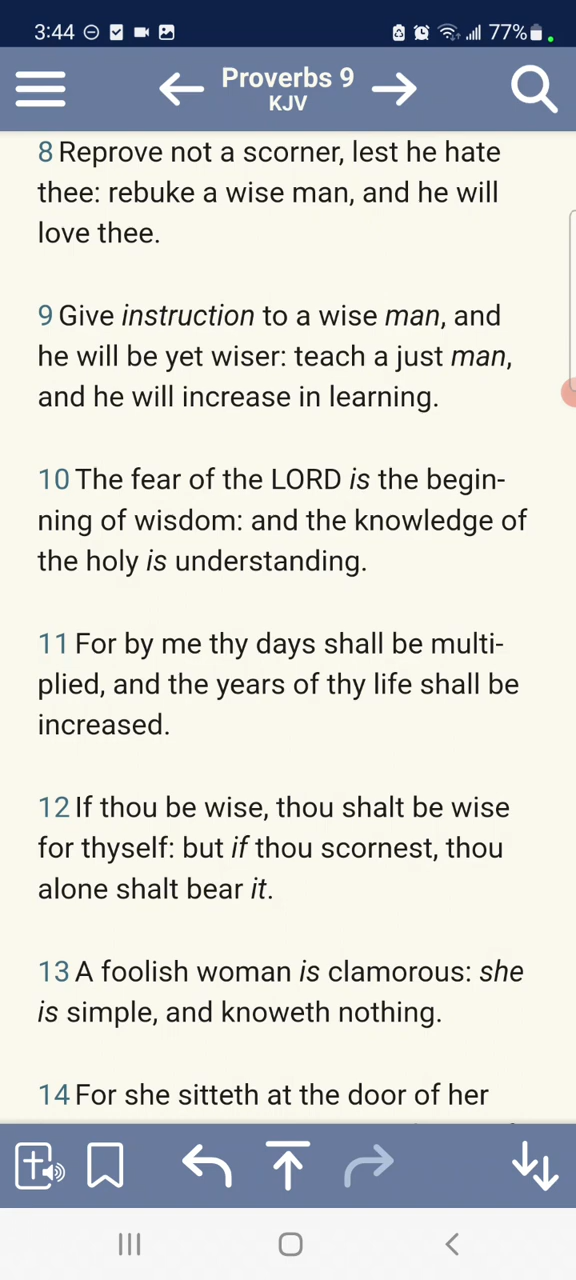 3:44
77%
Proverbs 9
KJV
8 Reprove not a scorner, lest he hate
thee: rebuke a wise man, and he will
love thee.
9 Give instruction to a wise man, and
he will be yet wiser: teach a just man,
and he will increase in learning.
10 The fear of the LORD is the begin-
ning of wisdom: and the knowledge of
the holy is understanding.
11 For by me thy days shall be multi-
plied, and the years of thy life shall be
increased.
12 If thou be wise, thou shalt be wise
for thyself: but if thou scornest, thou
alone shalt bear it.
13 A foolish woman is clamorous: she
is simple, and knoweth nothing.
14 For she sitteth at the door of her